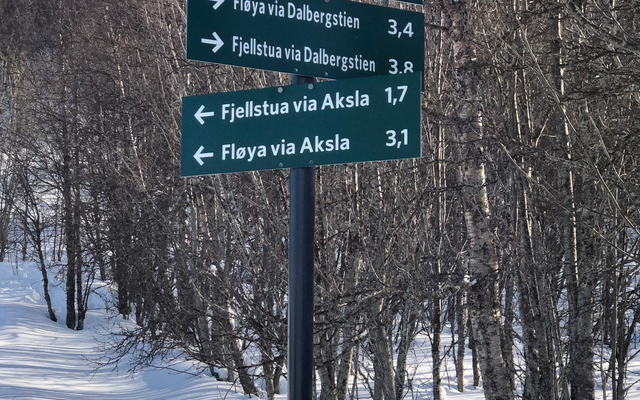 → Fløya via Dalbergstien 3,4
→ Fjellstua via Dalbergstien 3,8
← Fjellstua via Aksla 1,7
← Fløya via Aksla 3,1